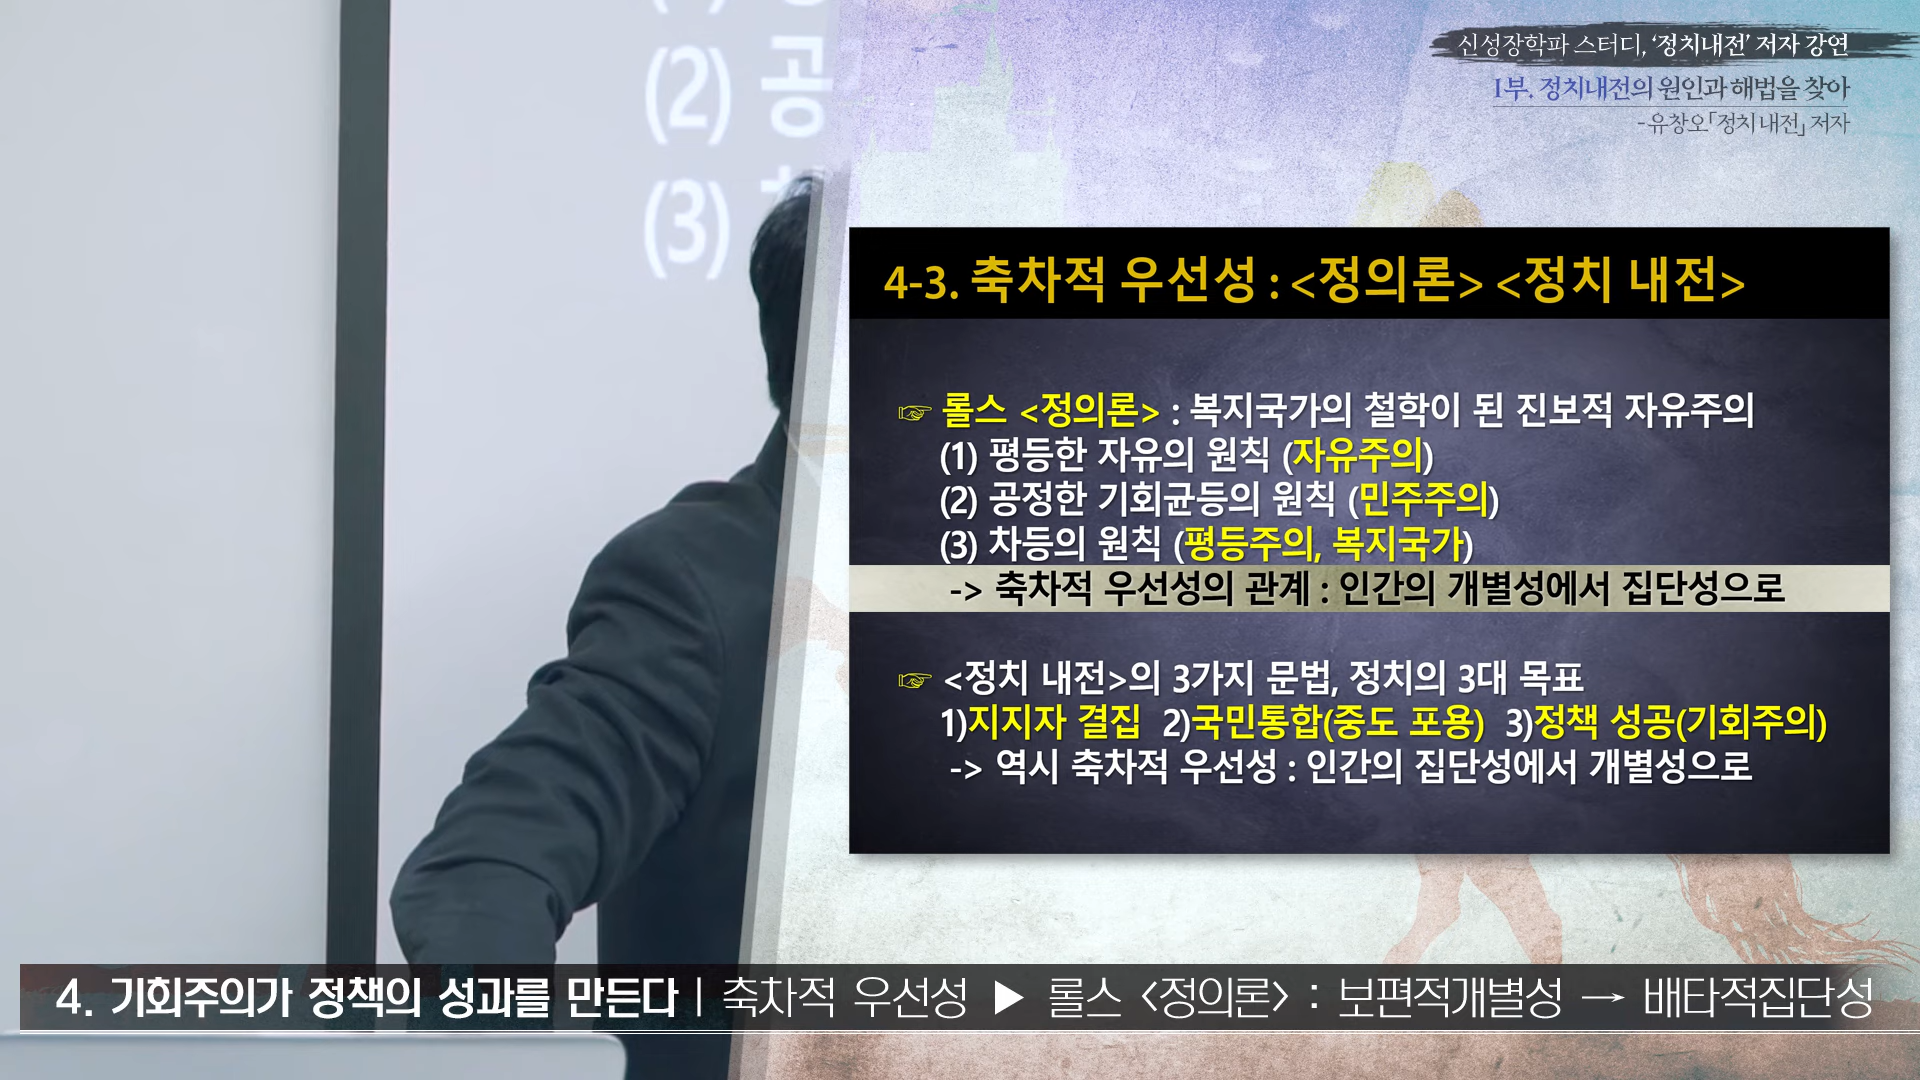 (2) 공
(3)
신성장학파 스터디, ‘정치내전’ 저자 강연
1부. 정치내전의 원인과 해법을 찾아
-유창오「정치 내전」 저자
4-3. 축차적 우선성 : <정의론> <정치 내전>
☞ 롤스 <정의론> : 복지국가의 철학이 된 진보적 자유주의
(1) 평등한 자유의 원칙 (자유주의)
(2) 공정한 기회균등의 원칙 (민주주의)
(3) 차등의 원칙 (평등주의, 복지국가)
-> 축차적 우선성의 관계 : 인간의 개별성에서 집단성으로
☞ <정치 내전>의 3가지 문법, 정치의 3대 목표
1)지지자 결집 2)국민통합(중도 포용) 3)정책 성공(기회주의)
-> 역시 축차적 우선성 : 인간의 집단성에서 개별성으로
4. 기회주의가 정책의 성과를 만든다 | 축차적 우선성 ▶ 롤스 <정의론> : 보편적개별성 → 배타적집단성